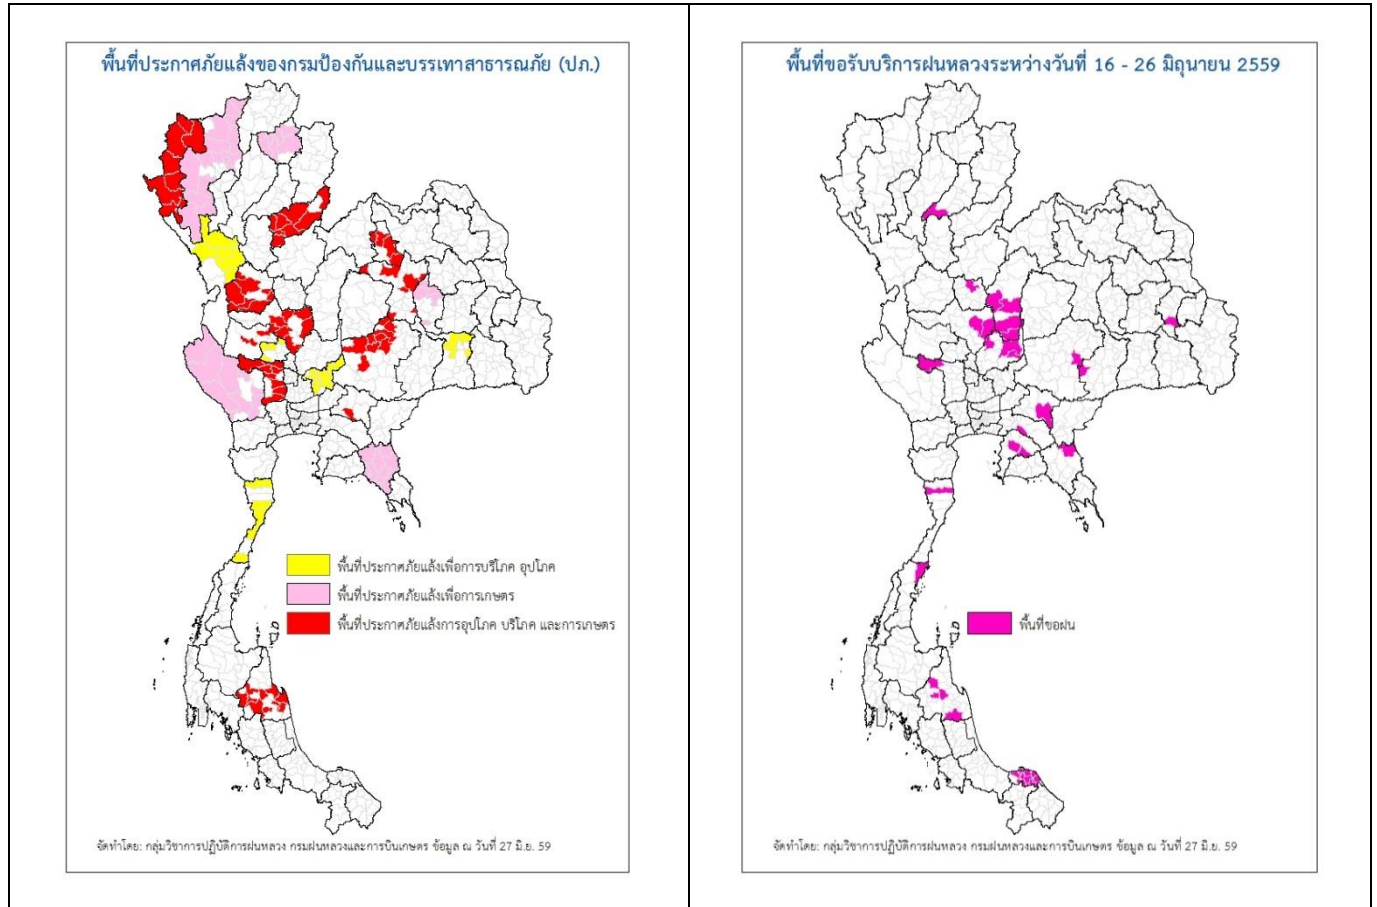 พื้นที่ประกาศภัยแล้งของกรมป้องกันและบรรเทาสาธารณภัย (ปภ.)
พื้นที่ประกาศภัยแล้งเพื่อการบริโภค อุปโภค
พื้นที่ประกาศภัยแล้งเพื่อการเกษตร
พื้นที่ประกาศภัยแล้งการอุปโภค บริโภค และการเกษตร
จัดทำโดย: กลุ่มวิชาการปฏิบัติการฝนหลวง กรมฝนหลวงและการบินเกษตร ข้อมูล ณ วันที่ 27 มิ.ย. 59
พื้นที่ขอรับบริการฝนหลวงระหว่างวันที่ 16 - 26 มิถุนายน 2559
พื้นที่ขอฝน
จัดทำโดย: กลุ่มวิชาการปฏิบัติการฝนหลวง กรมฝนหลวงและการบินเกษตร ข้อมูล ณ วันที่ 27 มิ.ย. 59